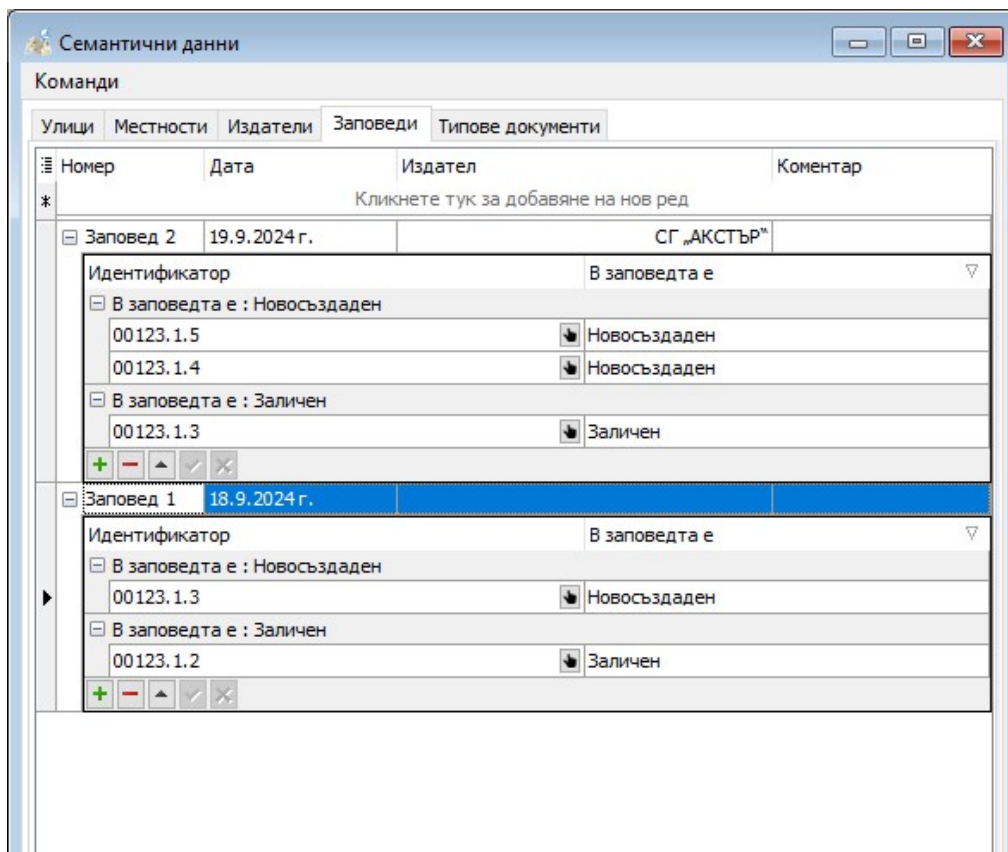 Семантични данни
Команди
Улици Местности Издатели Заповеди Типове документи
Номер Дата Издател Коментар
Кликнете тук за добавяне на нов ред
Заповед 2 19.9.2024 г. СГ „АКСТЪР“
Идентификатор В заповедта е
В заповедта е : Новосъздаден
00123.1.5 Новосъздаден
00123.1.4 Новосъздаден
В заповедта е : Заличен
00123.1.3 Заличен
Заповед 1 18.9.2024 г.
Идентификатор В заповедта е
В заповедта е : Новосъздаден
00123.1.3 Новосъздаден
В заповедта е : Заличен
00123.1.2 Заличен